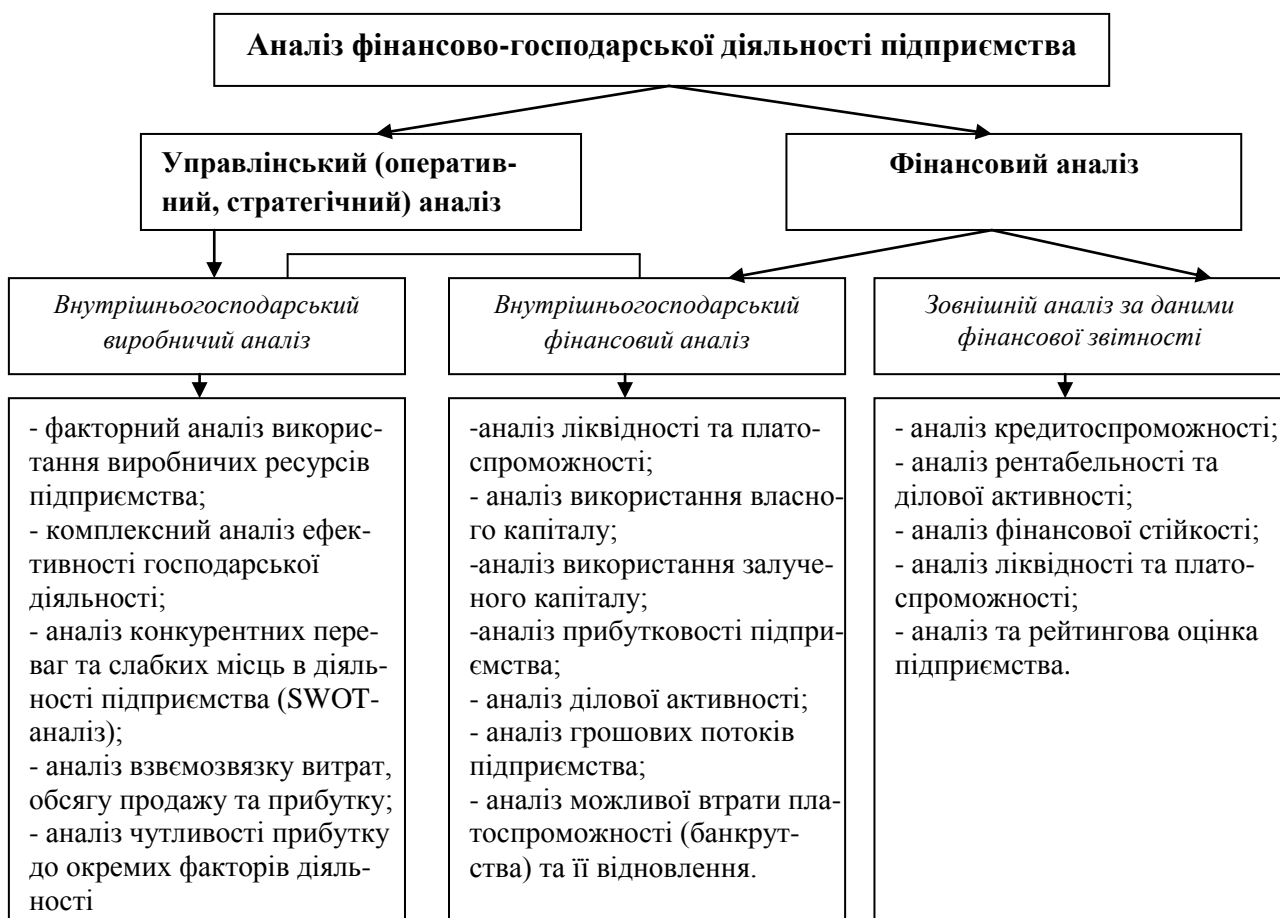 Аналіз фінансово-господарської діяльності підприємства
Управлінський (оператив-
ний, стратегічний) аналіз
Фінансовий аналіз
Внутрішньогосподарський
виробничий аналіз
Внутрішньогосподарський
фінансовий аналіз
Зовнішній аналіз за даними
фінансової звітності
- факторний аналіз викорис-
тання виробничих ресурсів
підприємства;
- комплексний аналіз ефек-
тивності господарської
діяльності;
- аналіз конкурентних пере-
ваг та слабких місць в діяль-
ності підприємства (SWOT-
аналіз);
- аналіз взвємозвязку витрат,
обсягу продажу та прибутку;
- аналіз чутливості прибутку
до окремих факторів діяль-
ності
-аналіз ліквідності та плато-
спроможності;
- аналіз використання власно-
го капіталу;
-аналіз використання залуче-
ного капіталу;
-аналіз прибутковості підпри-
ємства;
- аналіз ділової активності;
- аналіз грошових потоків
підприємства;
- аналіз можливої втрати пла-
тоспроможності (банкрут-
ства) та її відновлення.
- аналіз кредитоспроможності;
- аналіз рентабельності та
ділової активності;
- аналіз фінансової стійкості;
- аналіз ліквідності та плато-
спроможності;
- аналіз та рейтингова оцінка
підприємства.